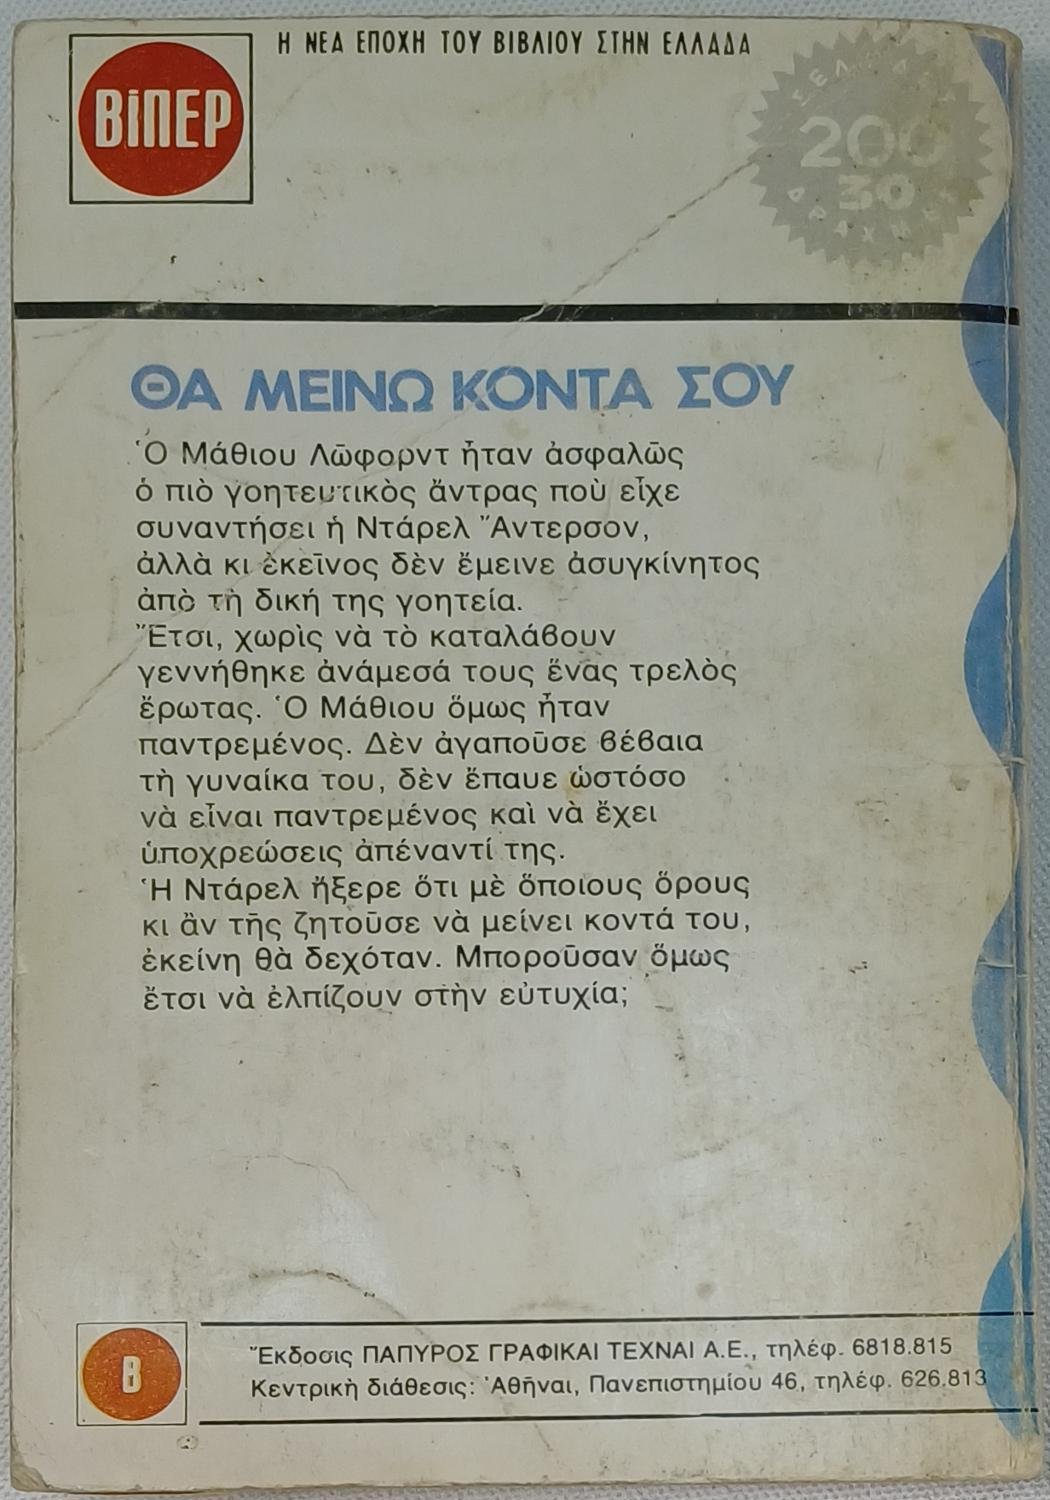 Η ΝΕΑ ΕΠΟΧΗ ΤΟΥ ΒΙΒΛΙΟΥ ΣΤΗΝ ΕΛΛΑΔΑ
ΒΙΠΕΡ
ΣΕΛΙΔΕΣ
200
30
ΔΡΑΧΜΕΣ
ΘΑ ΜΕΙΝΩ ΚΟΝΤΑ ΣΟΥ
Ὁ Μάθιου Λῶφορντ ἦταν ἀσφαλῶς
ὁ πιὸ γοητευτικὸς ἄντρας ποὺ εἶχε
συναντήσει ἡ Ντάρελ Ἄντερσον,
ἀλλὰ κι ἐκεῖνος δὲν ἔμεινε ἀσυγκίνητος
ἀπὸ τὴ δική της γοητεία.
Ἔτσι, χωρὶς νὰ τὸ καταλάβουν
γεννήθηκε ἀνάμεσά τους ἕνας τρελὸς
ἔρωτας. Ὁ Μάθιου ὅμως ἦταν
παντρεμένος. Δὲν ἀγαποῦσε βέβαια
τὴ γυναίκα του, δὲν ἔπαυε ὡστόσο
νὰ εἶναι παντρεμένος καὶ νὰ ἔχει
ὑποχρεώσεις ἀπέναντί της.
Ἡ Ντάρελ ἤξερε ὅτι μὲ ὅποιους ὅρους
κι ἂν τῆς ζητοῦσε νὰ μείνει κοντά του,
ἐκείνη θὰ δεχόταν. Μποροῦσαν ὅμως
ἔτσι νὰ ἐλπίζουν στὴν εὐτυχία;
Β
Ἔκδοσις ΠΑΠΥΡΟΣ ΓΡΑΦΙΚΑΙ ΤΕΧΝΑΙ Α.Ε., τηλέφ. 6818.815
Κεντρικὴ διάθεσις: Ἀθῆναι, Πανεπιστημίου 46, τηλέφ. 626.813